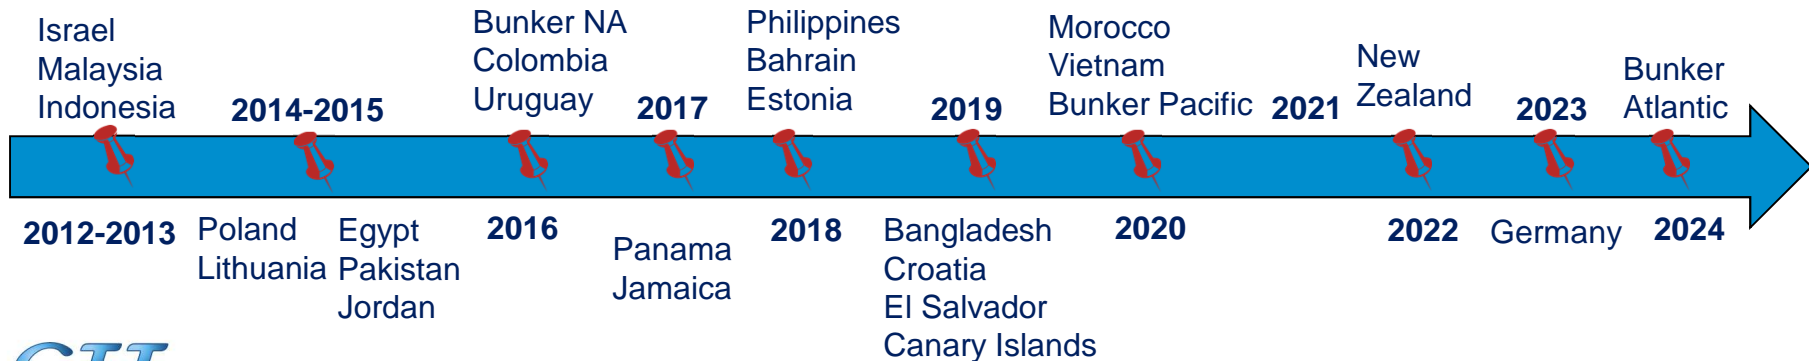 Israel
Malaysia
Indonesia
2012-2013
2014-2015
Poland
Lithuania
Egypt
Pakistan
Jordan
Bunker NA
Colombia
Uruguay
2016
2017
Panama
Jamaica
Philippines
Bahrain
Estonia
2018
2019
Bangladesh
Croatia
El Salvador
Canary Islands
Morocco
Vietnam
Bunker Pacific
2020
2021
New
Zealand
2022
2023
Germany
Bunker
Atlantic
2024